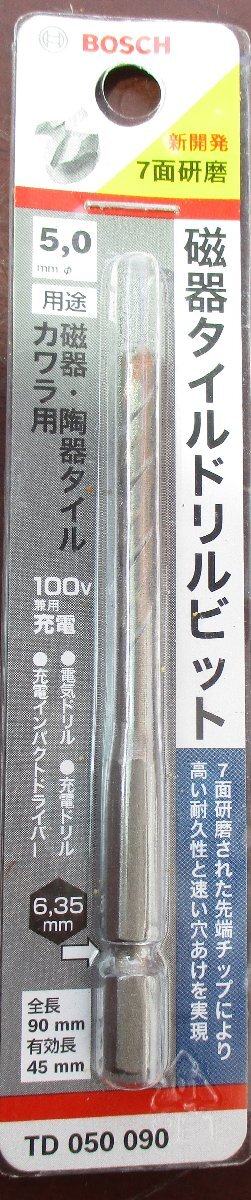 BOSCH
新開発
7面研磨
5,0
mm φ
用途
磁器・陶器タイル
カワラ用
磁器タイルドリルビット
100V
兼用
充電
●電気ドリル ●充電ドリル
●充電インパクトドライバー
7面研磨された先端チップにより
高い耐久性と速い穴あけを実現
6,35
mm
全長
90 mm
有効長
45 mm
TD 050 090